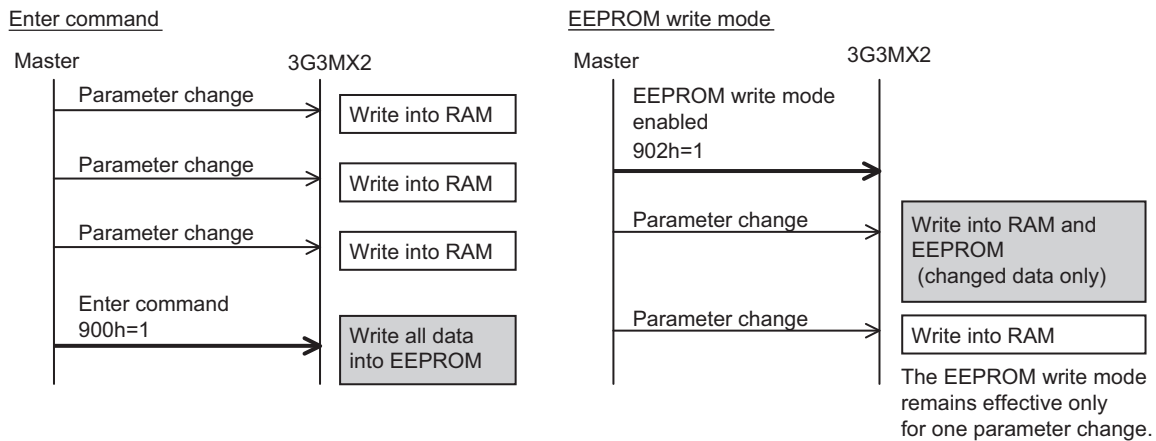 Enter command
Master
3G3MX2
Parameter change
Write into RAM
Parameter change
Write into RAM
Parameter change
Write into RAM
Enter command
900h=1
Write all data
into EEPROM
EEPROM write mode
Master
3G3MX2
EEPROM write mode
enabled
902h=1
Parameter change
Write into RAM and
EEPROM
(changed data only)
Parameter change
Write into RAM
The EEPROM write mode
remains effective only
for one parameter change.